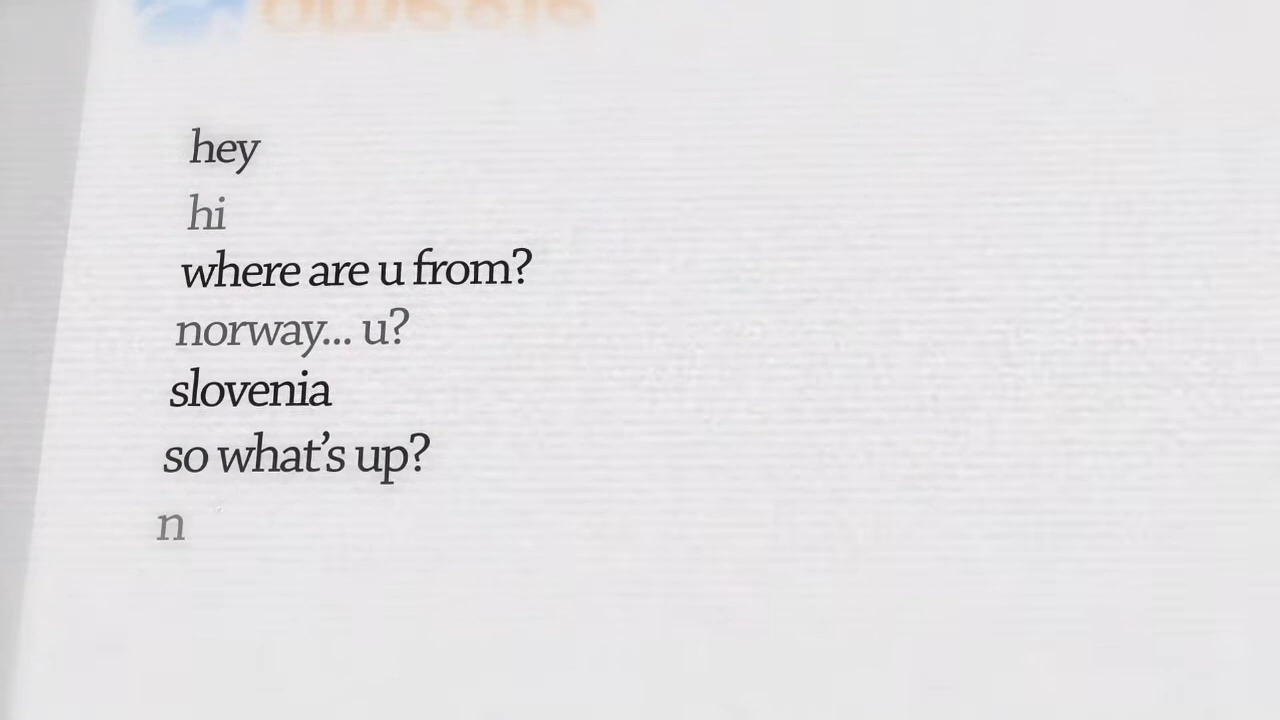 hey
hi
where are u from?
norway... u?
slovenia
so what's up?
n